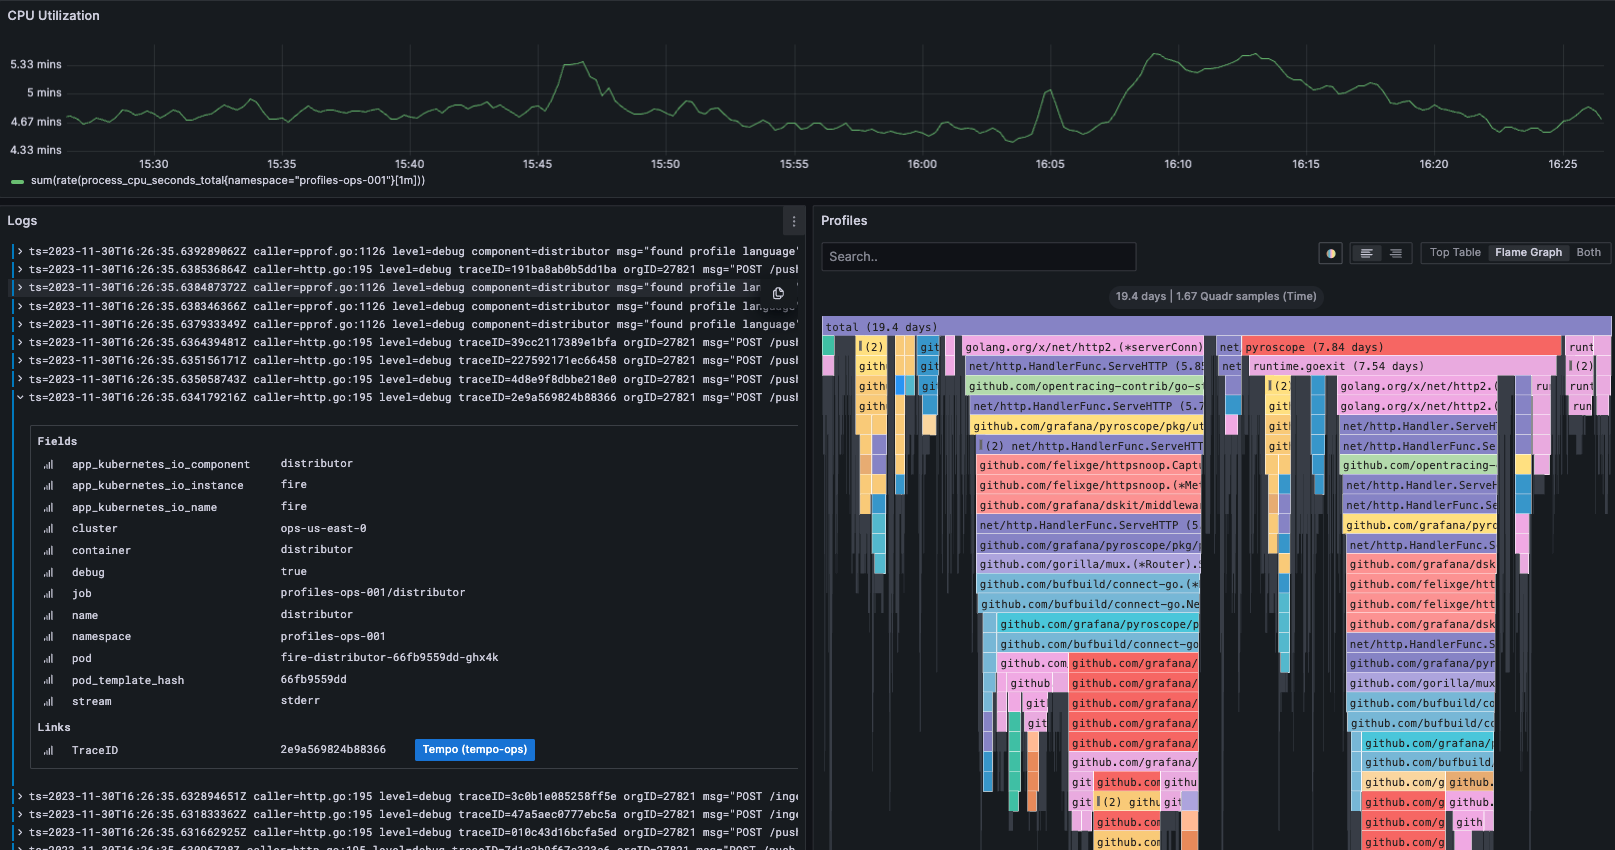 CPU Utilization
5.33 mins
5 mins
4.67 mins
4.33 mins
15:30 15:35 15:40 15:45 15:50 15:55 16:00 16:05 16:10 16:15 16:20 16:25
sum(rate(process_cpu_seconds_total{namespace="profiles-ops-001"}[1m]))
Logs
ts=2023-11-30T16:26:35.639289062Z caller=pprof.go:1126 level=debug component=distributor msg="found profile language"
ts=2023-11-30T16:26:35.638536864Z caller=http.go:195 level=debug traceID=191ba8ab0b5dd1ba orgID=27821 msg="POST /push
ts=2023-11-30T16:26:35.638487372Z caller=pprof.go:1126 level=debug component=distributor msg="found profile lan
ts=2023-11-30T16:26:35.638346366Z caller=pprof.go:1126 level=debug component=distributor msg="found profile language"
ts=2023-11-30T16:26:35.637933349Z caller=pprof.go:1126 level=debug component=distributor msg="found profile language"
ts=2023-11-30T16:26:35.636439481Z caller=http.go:195 level=debug traceID=39cc2117389e1bfa orgID=27821 msg="POST /push
ts=2023-11-30T16:26:35.635156171Z caller=http.go:195 level=debug traceID=227592171ec66458 orgID=27821 msg="POST /push
ts=2023-11-30T16:26:35.635058743Z caller=http.go:195 level=debug traceID=4d8e9f8dbbe218e0 orgID=27821 msg="POST /push
ts=2023-11-30T16:26:35.634179216Z caller=http.go:195 level=debug traceID=2e9a569824b88366 orgID=27821 msg="POST /push
Fields
app_kubernetes_io_component distributor
app_kubernetes_io_instance fire
app_kubernetes_io_name fire
cluster ops-us-east-0
container distributor
debug true
job profiles-ops-001/distributor
name distributor
namespace profiles-ops-001
pod fire-distributor-66fb9559dd-ghx4k
pod_template_hash 66fb9559dd
stream stderr
Links
TraceID 2e9a569824b88366 Tempo (tempo-ops)
ts=2023-11-30T16:26:35.632894651Z caller=http.go:195 level=debug traceID=3c0b1e085258ff5e orgID=27821 msg="POST /inge
ts=2023-11-30T16:26:35.631833362Z caller=http.go:195 level=debug traceID=47a5aec0777ebc5a orgID=27821 msg="POST /inge
ts=2023-11-30T16:26:35.631662925Z caller=http.go:195 level=debug traceID=010c43d16bcfa5ed orgID=27821 msg="POST /push
Profiles
Search..
Top Table Flame Graph Both
19.4 days | 1.67 Quadr samples (Time)
total (19.4 days)
(2) git golang.org/x/net/http2.(*serverConn) net pyroscope (7.84 days) runt
gith git net/http.HandlerFunc.ServeHTTP (5.85 net runtime.goexit (7.54 days) (2)
gith git github.com/opentracing-contrib/go-st (2) golang.org/x/net/http2.( ru runt
gith net/http.HandlerFunc.ServeHTTP (5.7 git golang.org/x/net/http2.( run
github.com/grafana/pyroscope/pkg/ut git net/http.HandlerFunc.ServeH
(2) net/http.HandlerFunc.ServeHTT git net/http.HandlerFunc.Se
github.com/felixge/httpsnoop.Captu github.com/opentracing-
github.com/felixge/httpsnoop.(*Met net/http.Handler.ServeH
github.com/grafana/dskit/middlewar net/http.HandlerFunc.Se
net/http.HandlerFunc.ServeHTTP (5. github.com/grafana/pyro
github.com/grafana/pyroscope/pkg/ net/http.HandlerFunc.S
github.com/gorilla/mux.(*Router).S github.com/grafana/dsk
github.com/bufbuild/connect-go.(* github.com/felixge/htt
github.com/bufbuild/connect-go.Ne github.com/felixge/htt
github.com/grafana/pyroscope/p github.com/grafana/dsk
github.com/bufbuild/connect-go net/http.HandlerFunc.S
github.com github.com/grafana/ github.com/grafana/pyr
github github.com/grafana/ github.com/gorilla/mux
git github.com/grafana/ github.com/bufbuild/co
git github.com/grafana/ github.com/bufbuild/c
github.com/grafana/ github.com/grafana/p
github.com/grafana/ github.com/bufbuild/
git github.com githu github.com/g github.
git (2) githu git github.com/g github.
github.com github.com/g gith
github.com github.com/g